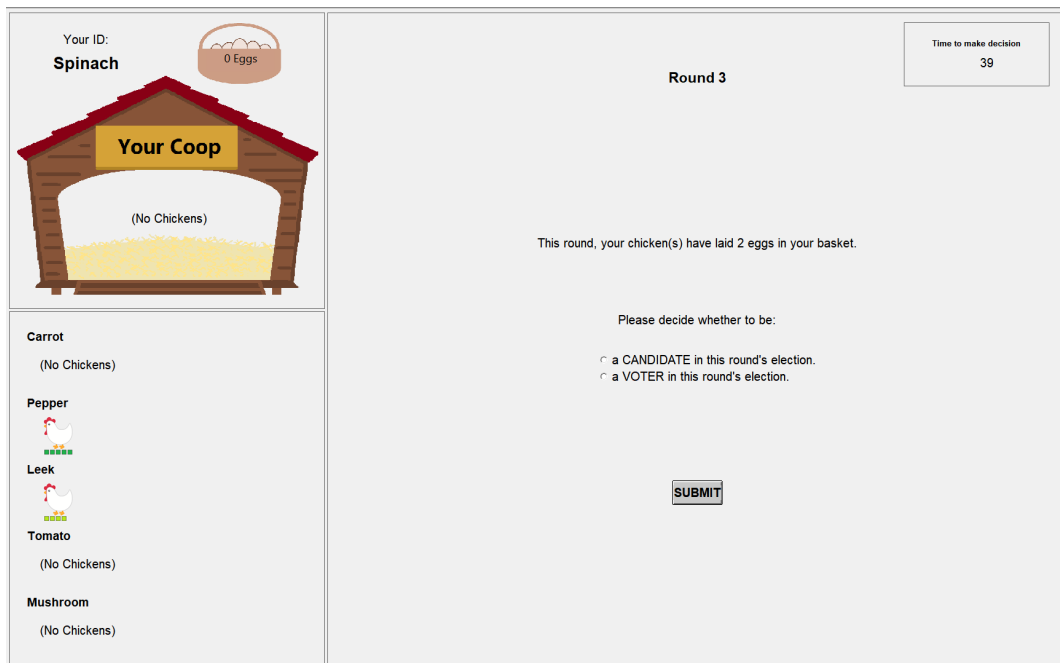 Your ID:
Spinach
0 Eggs
Your Coop
(No Chickens)
Carrot
(No Chickens)
Pepper
Leek
Tomato
(No Chickens)
Mushroom
(No Chickens)
Time to make decision
39
Round 3
This round, your chicken(s) have laid 2 eggs in your basket.
Please decide whether to be:
a CANDIDATE in this round's election.
a VOTER in this round's election.
SUBMIT